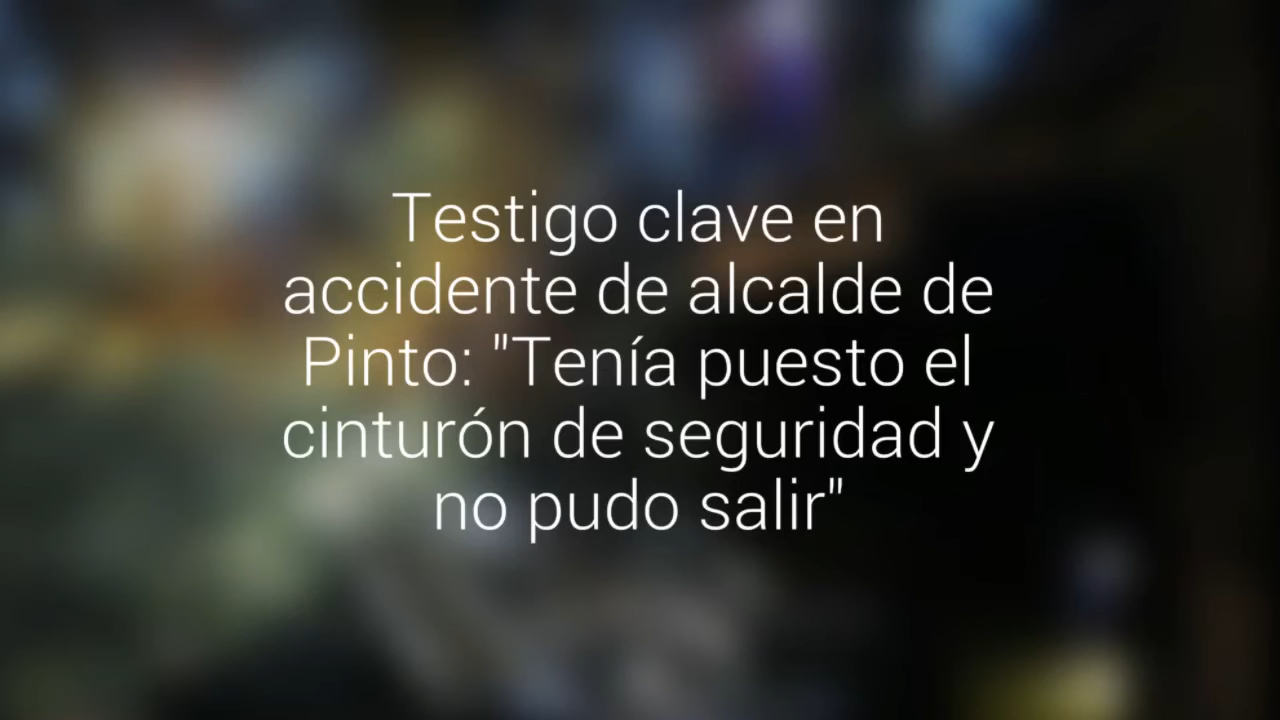 Testigo clave en
accidente de alcalde de
Pinto: "Tenía puesto el
cinturón de seguridad y
no pudo salir"